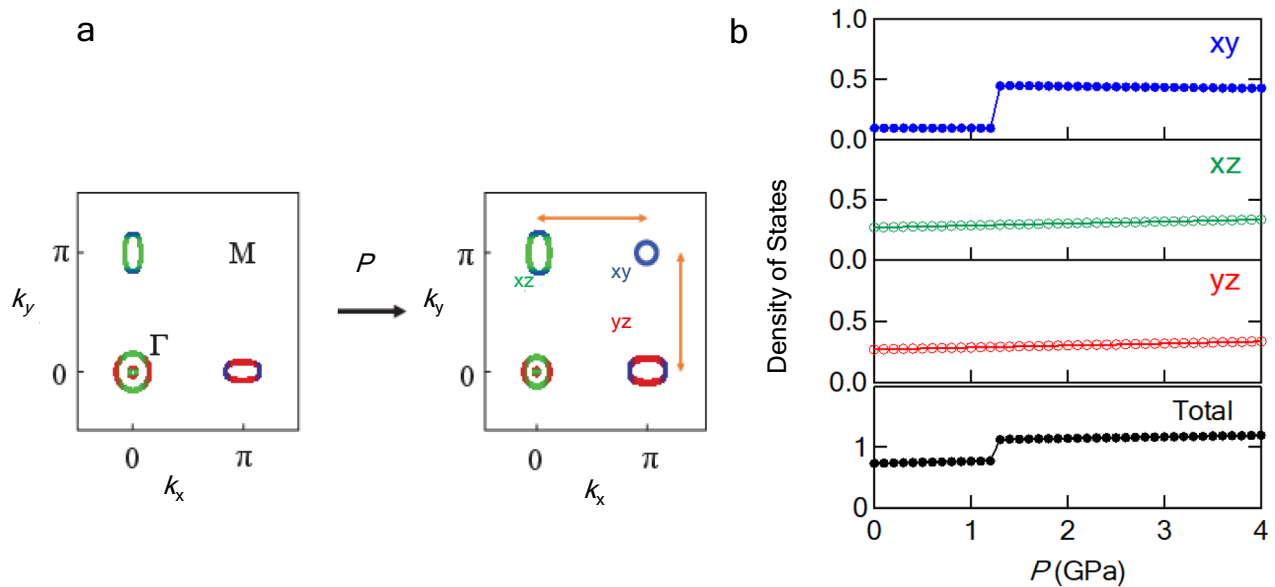 a
π
M
k_y
Γ
0
0
π
k_x
P
π
xz
xy
k_y
yz
0
0
π
k_x
b
1.0
xy
0.5
0.0
xz
0.5
0.0
yz
0.5
0.0
Total
1
0
0
1
2
3
4
Density of States
P (GPa)